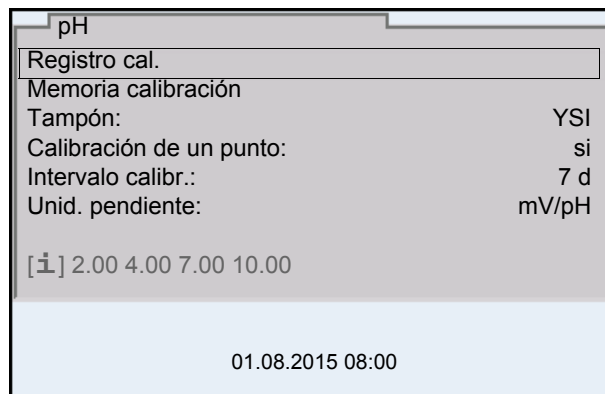 pH
Registro cal.
Memoria calibración
Tampón: YSI
Calibración de un punto: si
Intervalo calibr.: 7 d
Unid. pendiente: mV/pH
[i] 2.00 4.00 7.00 10.00
01.08.2015 08:00